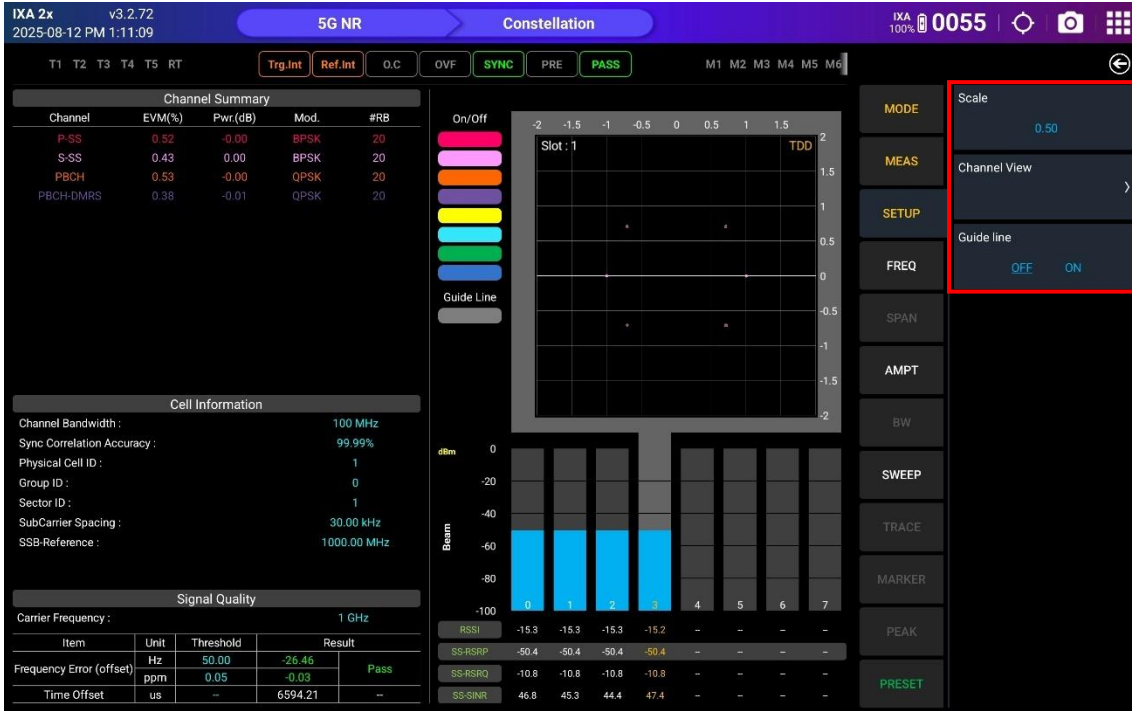 IXA 2x v3.2.72
2025-08-12 PM 1:11:09
5G NR
Constellation
IXA 100% 0055
T1 T2 T3 T4 T5 RT
Trg.Int Ref.Int O.C OVF SYNC PRE PASS
M1 M2 M3 M4 M5 M6
Channel Summary
Channel EVM(%) Pwr.(dB) Mod. #RB
P-SS 0.52 -0.00 BPSK 20
S-SS 0.43 0.00 BPSK 20
PBCH 0.53 -0.00 QPSK 20
PBCH-DMRS 0.38 -0.01 QPSK 20
Cell Information
Channel Bandwidth : 100 MHz
Sync Correlation Accuracy : 99.99%
Physical Cell ID : 1
Group ID : 0
Sector ID : 1
SubCarrier Spacing : 30.00 kHz
SSB-Reference : 1000.00 MHz
Signal Quality
Carrier Frequency : 1 GHz
Item Unit Threshold Result
Frequency Error (offset) Hz 50.00 -26.46 Pass
ppm 0.05 -0.03
Time Offset us -- 6594.21 --
On/Off
Guide Line
-2 -1.5 -1 -0.5 0 0.5 1 1.5
Slot : 1 TDD
2
1.5
1
0.5
0
-0.5
-1
-1.5
-2
dBm
0
-20
-40
-60
-80
-100
Beam
0 1 2 3 4 5 6 7
RSSI -15.3 -15.3 -15.3 -15.2 -- -- -- --
SS-RSRP -50.4 -50.4 -50.4 -50.4 -- -- -- --
SS-RSRQ -10.8 -10.8 -10.8 -10.8 -- -- -- --
SS-SINR 46.8 45.3 44.4 47.4 -- -- -- --
MODE
MEAS
SETUP
FREQ
SPAN
AMPT
BW
SWEEP
TRACE
MARKER
PEAK
PRESET
Scale
0.50
Channel View
Guide line
OFF ON